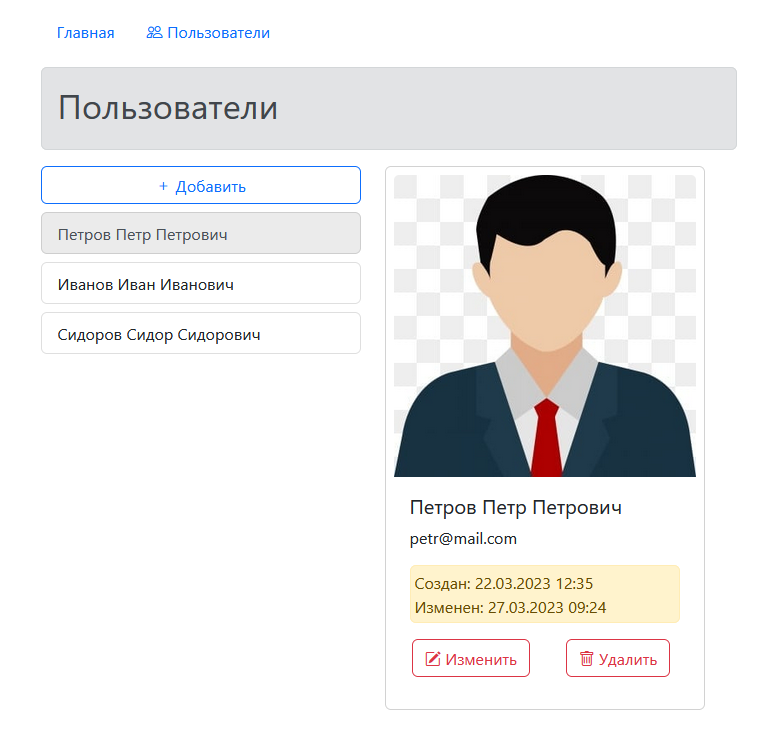 Главная Пользователи
Пользователи
+ Добавить
Петров Петр Петрович
Иванов Иван Иванович
Сидоров Сидор Сидорович
Петров Петр Петрович
petr@mail.com
Создан: 22.03.2023 12:35
Изменен: 27.03.2023 09:24
Изменить Удалить